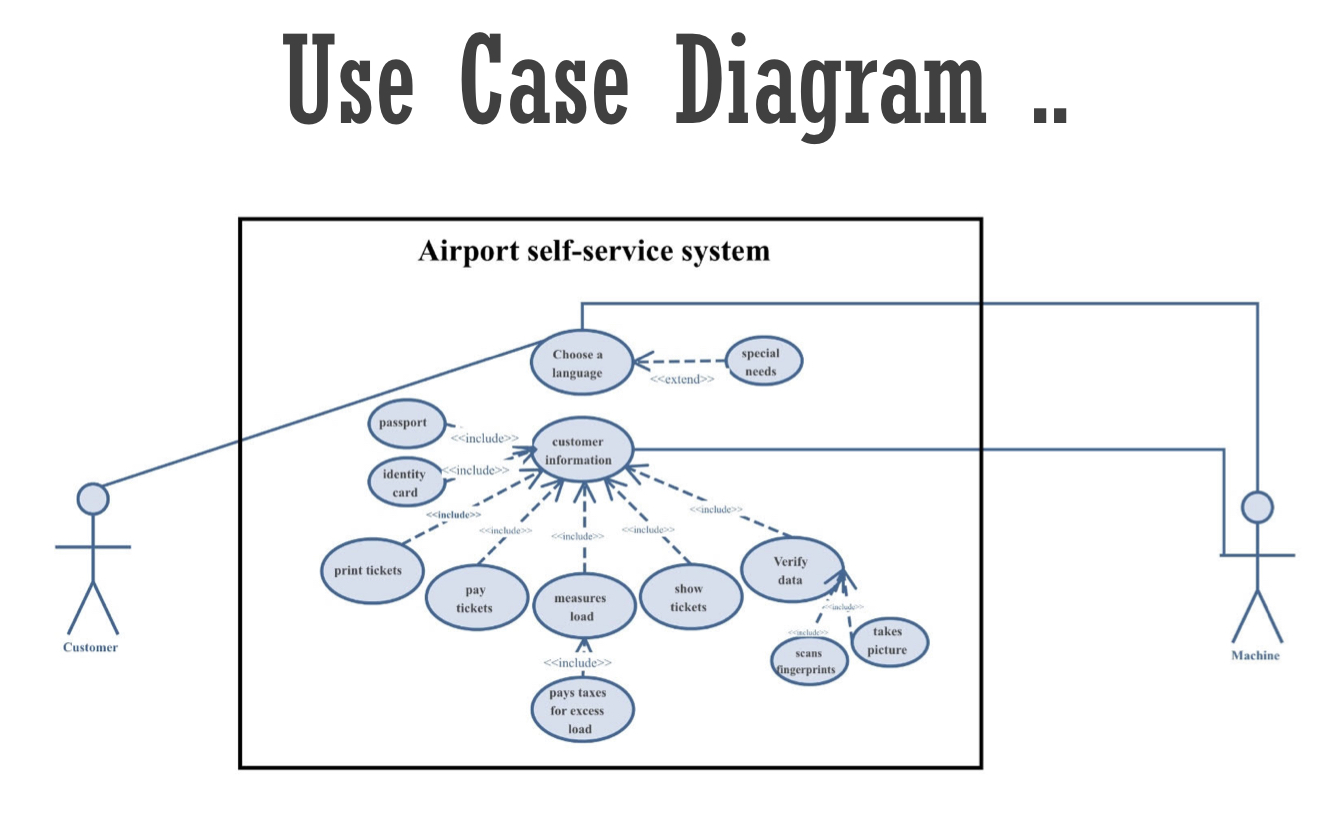 Use Case Diagram ..
Airport self-service system
Choose a
language
special
needs
<<extend>>
passport
<<include>>
customer
information
identity
card
<<include>>
<<include>>
<<include>>
<<include>>
<<include>>
<<include>>
print tickets
pay
tickets
measures
load
show
tickets
Verify
data
<<include>>
<<include>>
takes
picture
scans
fingerprints
<<include>>
pays taxes
for excess
load
Customer
Machine